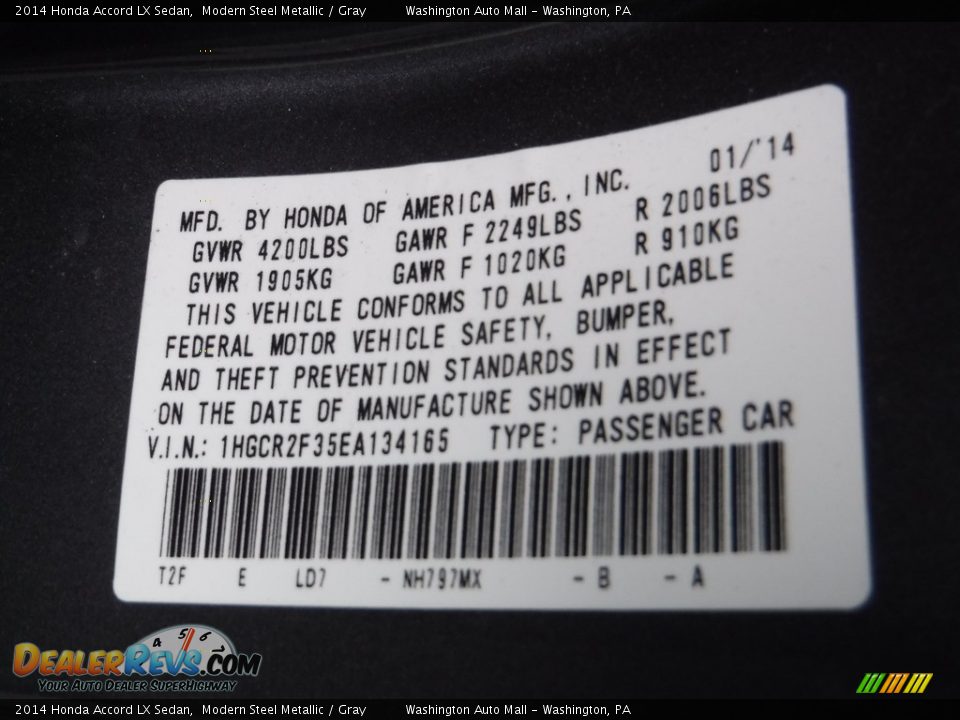 2014 Honda Accord LX Sedan, Modern Steel Metallic / Gray Washington Auto Mall - Washington, PA
MFD. BY HONDA OF AMERICA MFG., INC. 01/'14
GVWR 4200LBS GAWR F 2249LBS R 2006LBS
GVWR 1905KG GAWR F 1020KG R 910KG
THIS VEHICLE CONFORMS TO ALL APPLICABLE
FEDERAL MOTOR VEHICLE SAFETY, BUMPER,
AND THEFT PREVENTION STANDARDS IN EFFECT
ON THE DATE OF MANUFACTURE SHOWN ABOVE.
V.I.N.: 1HGCR2F35EA134165 TYPE: PASSENGER CAR
T2F E LD7 - NH797MX - B - A
4 5 6
DEALERREVS.COM
YOUR AUTO DEALER SUPERHIGHWAY
2014 Honda Accord LX Sedan, Modern Steel Metallic / Gray Washington Auto Mall - Washington, PA